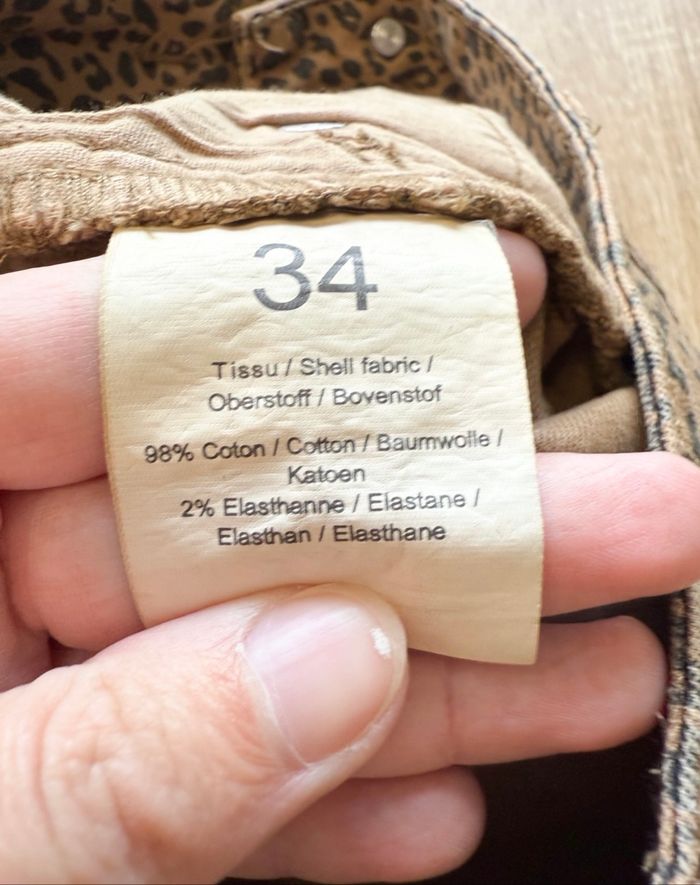 34
Tissu / Shell fabric /
Oberstoff / Bovenstof
98% Coton / Cotton / Baumwolle /
Katoen
2% Elasthanne / Elastane /
Elasthan / Elasthane